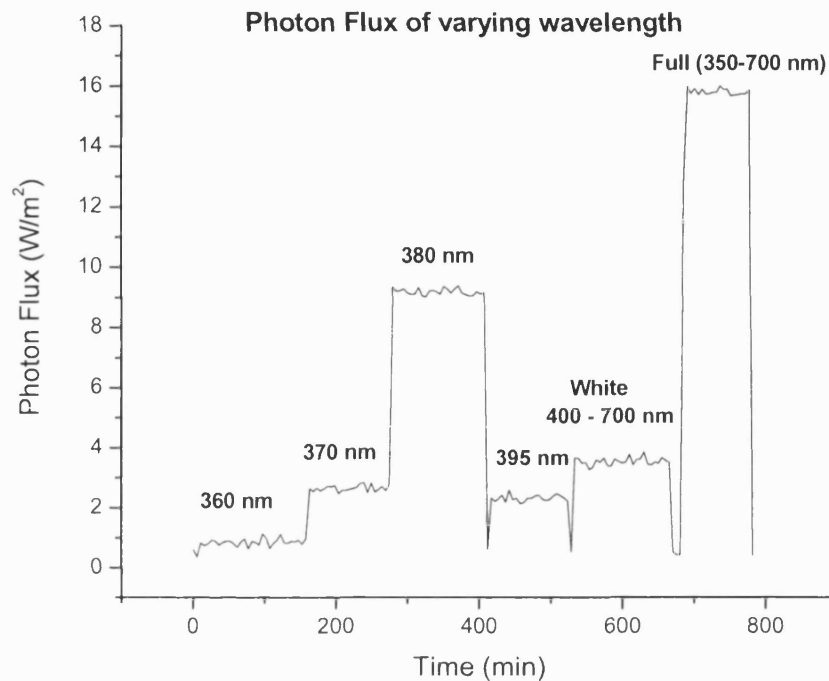 Photon Flux of varying wavelength
18
16
14
12
10
8
6
4
2
0
Photon Flux (W/m²)
360 nm
370 nm
380 nm
395 nm
White
400 - 700 nm
Full (350-700 nm)
0
200
400
600
800
Time (min)